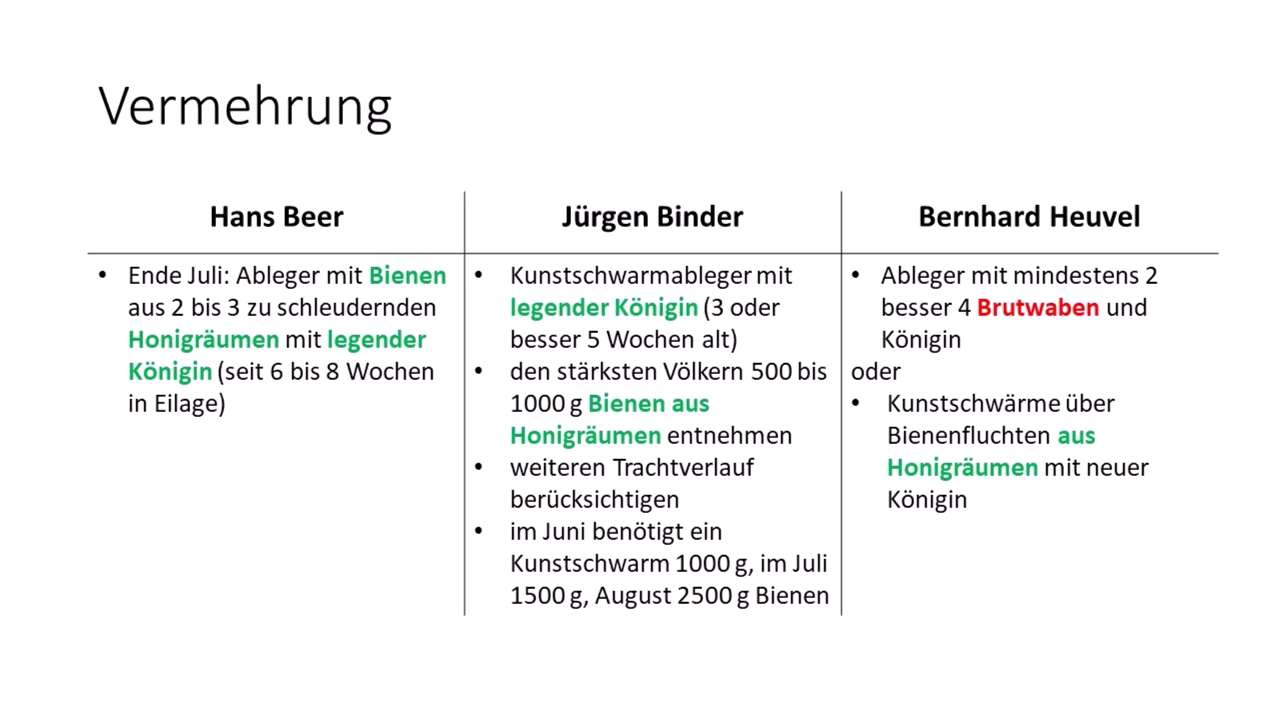 Vermehrung
Hans Beer
• Ende Juli: Ableger mit Bienen
aus 2 bis 3 zu schleudernden
Honigräumen mit legender
Königin (seit 6 bis 8 Wochen
in Eilage)
Jürgen Binder
• Kunstschwarmableger mit
legender Königin (3 oder
besser 5 Wochen alt)
• den stärksten Völkern 500 bis
1000 g Bienen aus
Honigräumen entnehmen
• weiteren Trachtverlauf
berücksichtigen
• im Juni benötigt ein
Kunstschwarm 1000 g, im Juli
1500 g, August 2500 g Bienen
Bernhard Heuvel
• Ableger mit mindestens 2
besser 4 Brutwaben und
Königin
oder
• Kunstschwärme über
Bienenfluchten aus
Honigräumen mit neuer
Königin